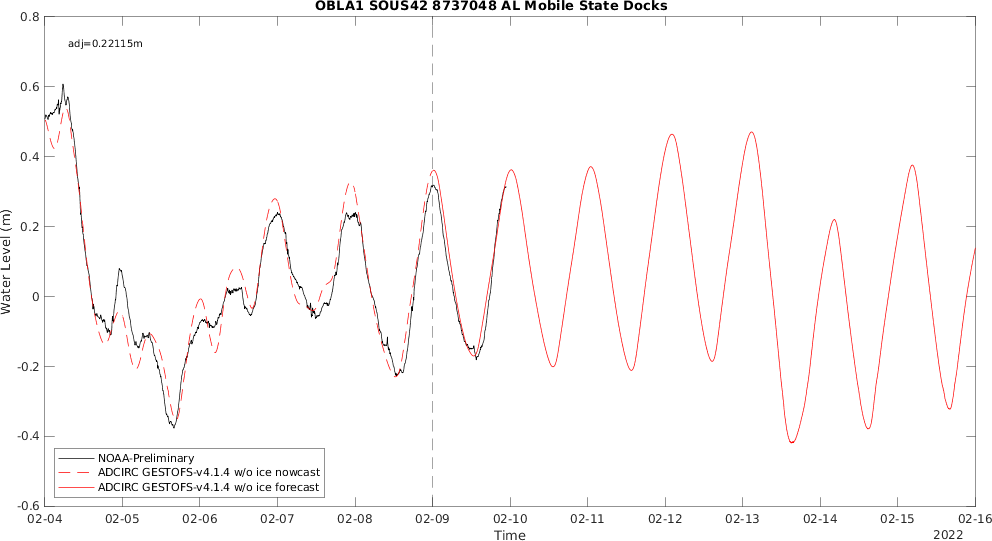 OBLA1 SOUS42 8737048 AL Mobile State Docks
adj=0.22115m
Water Level (m)
0.8
0.6
0.4
0.2
0
-0.2
-0.4
-0.6
NOAA-Preliminary
ADCIRC GESTOFS-v4.1.4 w/o ice nowcast
ADCIRC GESTOFS-v4.1.4 w/o ice forecast
02-04 02-05 02-06 02-07 02-08 02-09 02-10 02-11 02-12 02-13 02-14 02-15 02-16
Time
2022